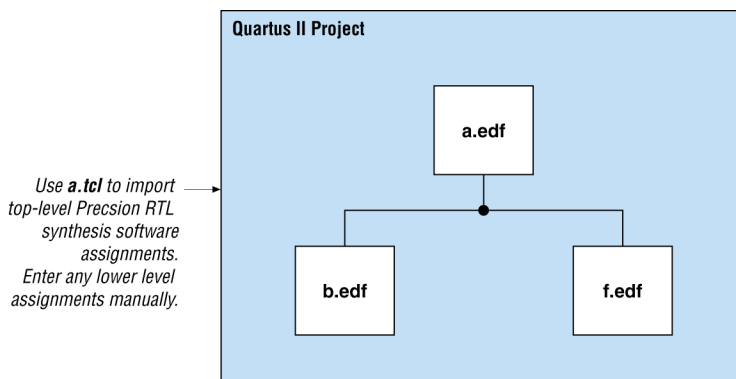 Quartus II Project
a.edf
Use a.tcl to import
top-level Precsion RTL
synthesis software
assignments.
Enter any lower level
assignments manually.
b.edf
f.edf